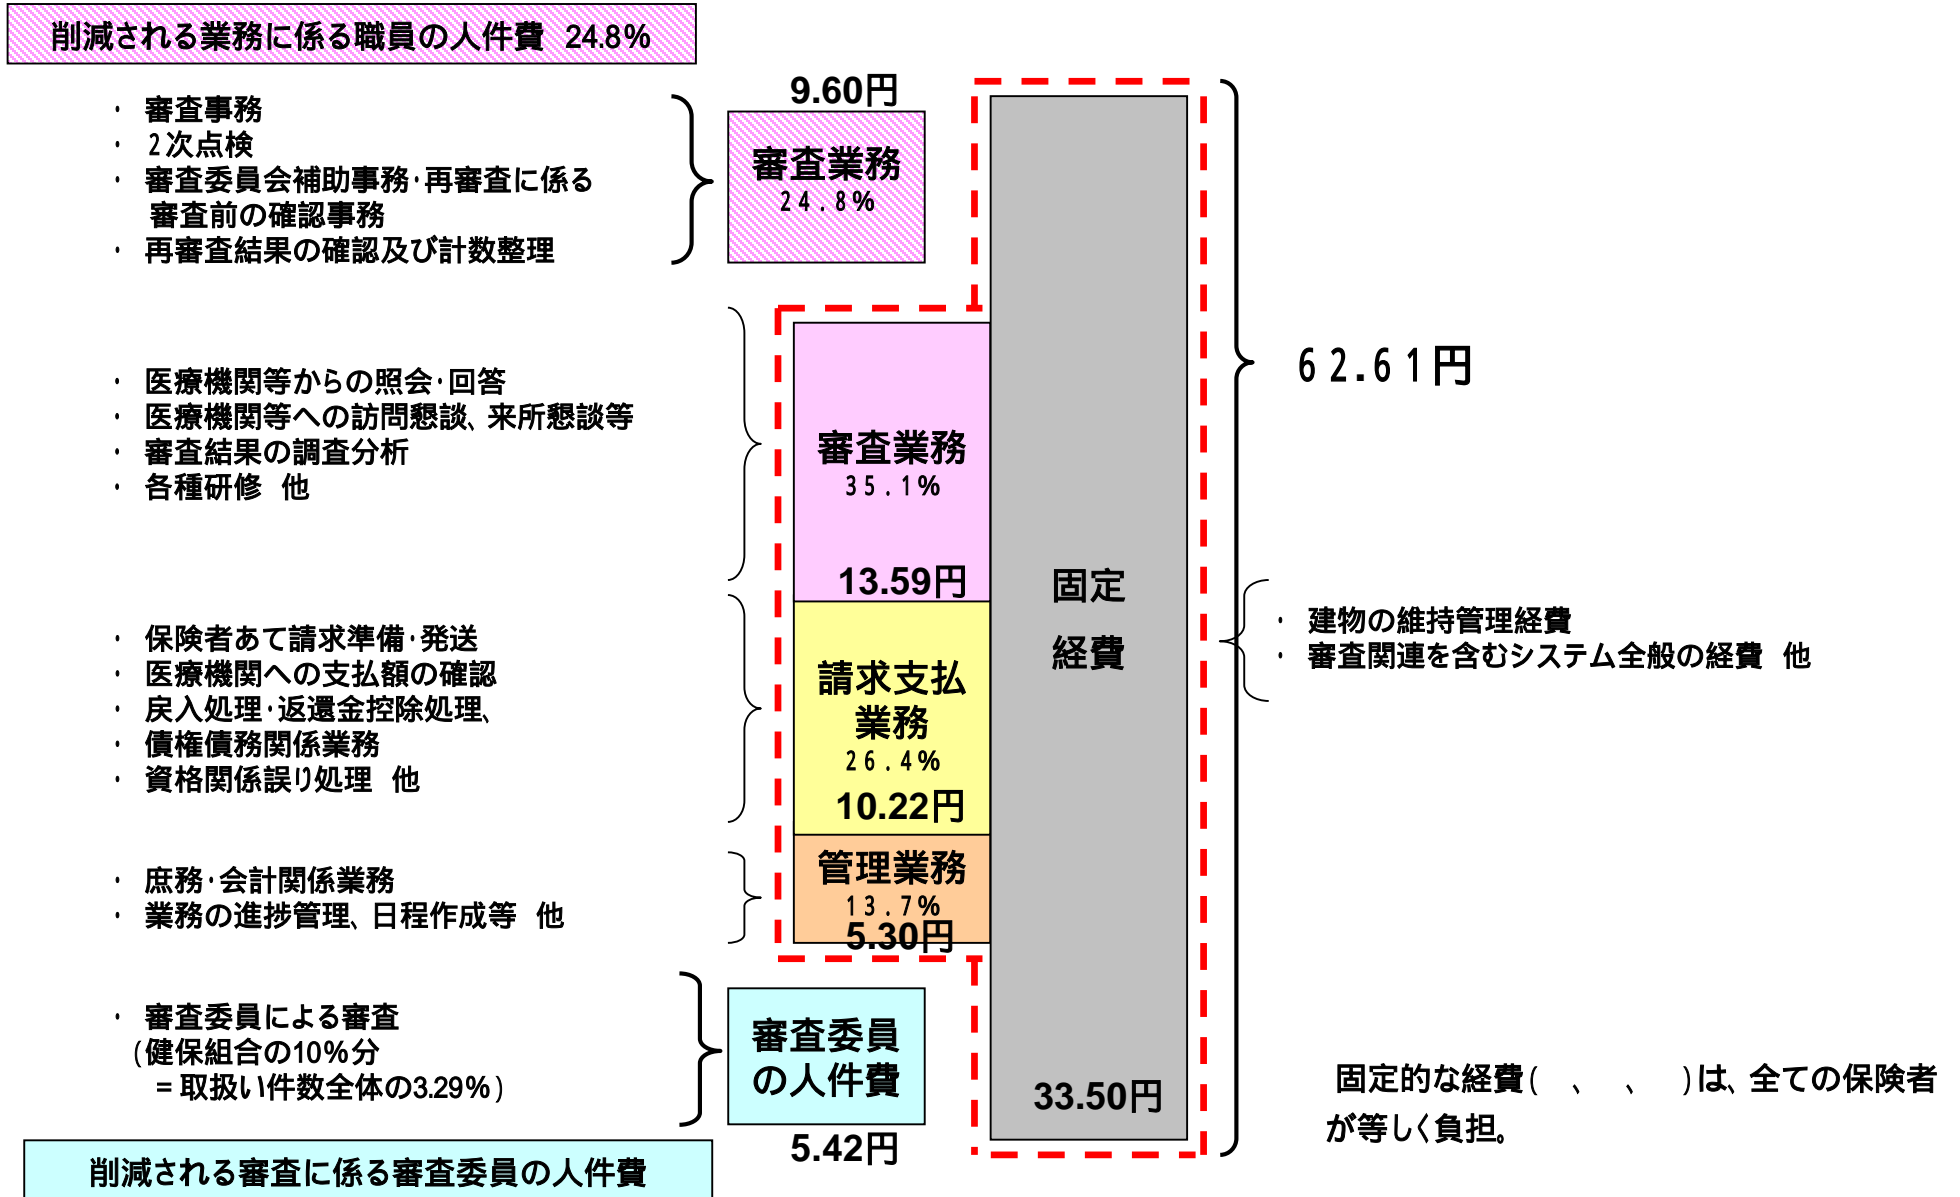 削減される業務に係る職員の人件費 24.8%
・ 審査事務
・ 2次点検
・ 審査委員会補助事務・再審査に係る
審査前の確認事務
・ 再審査結果の確認及び計数整理
9.60円
審査業務
24.8%
・ 医療機関等からの照会・回答
・ 医療機関等への訪問懇談、来所懇談等
・ 審査結果の調査分析
・ 各種研修 他
審査業務
35.1%
13.59円
・ 保険者あて請求準備・発送
・ 医療機関への支払額の確認
・ 戻入処理・返還金控除処理、
・ 債権債務関係業務
・ 資格関係誤り処理 他
請求支払
業務
26.4%
10.22円
・ 庶務・会計関係業務
・ 業務の進捗管理、日程作成等 他
管理業務
13.7%
5.30円
・ 審査委員による審査
(健保組合の10%分
=取扱い件数全体の3.29%)
審査委員
の人件費
5.42円
削減される審査に係る審査委員の人件費
固定
経費
33.50円
62.61円
・ 建物の維持管理経費
・ 審査関連を含むシステム全般の経費 他
固定的な経費( 、 、 )は、全ての保険者
が等しく負担。